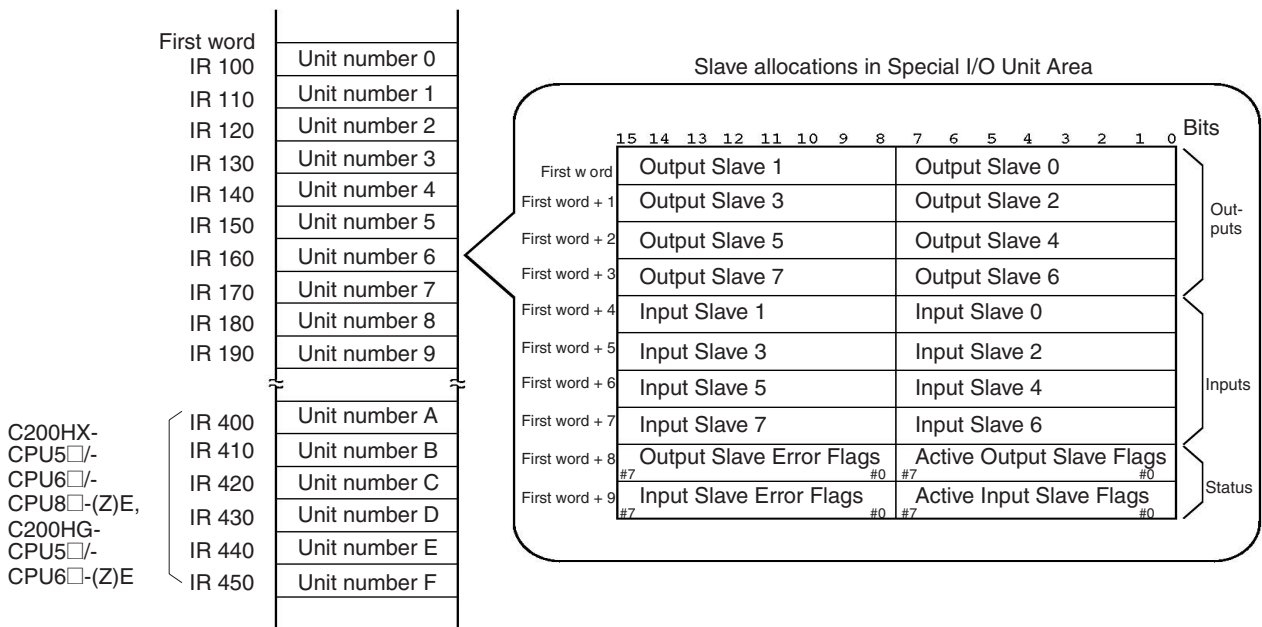 First word
IR 100 Unit number 0
IR 110 Unit number 1
IR 120 Unit number 2
IR 130 Unit number 3
IR 140 Unit number 4
IR 150 Unit number 5
IR 160 Unit number 6
IR 170 Unit number 7
IR 180 Unit number 8
IR 190 Unit number 9
C200HX-
CPU5□/-
CPU6□/-
CPU8□-(Z)E,
C200HG-
CPU5□/-
CPU6□-(Z)E
IR 400 Unit number A
IR 410 Unit number B
IR 420 Unit number C
IR 430 Unit number D
IR 440 Unit number E
IR 450 Unit number F
Slave allocations in Special I/O Unit Area
15 14 13 12 11 10 9 8 7 6 5 4 3 2 1 0 Bits
First w ord Output Slave 1 Output Slave 0
First word + 1 Output Slave 3 Output Slave 2
First word + 2 Output Slave 5 Output Slave 4
First word + 3 Output Slave 7 Output Slave 6
Out-
puts
First word + 4 Input Slave 1 Input Slave 0
First word + 5 Input Slave 3 Input Slave 2
First word + 6 Input Slave 5 Input Slave 4
First word + 7 Input Slave 7 Input Slave 6
Inputs
First word + 8 Output Slave Error Flags Active Output Slave Flags
#7 #0 #7 #0
First word + 9 Input Slave Error Flags Active Input Slave Flags
#7 #0 #7 #0
Status